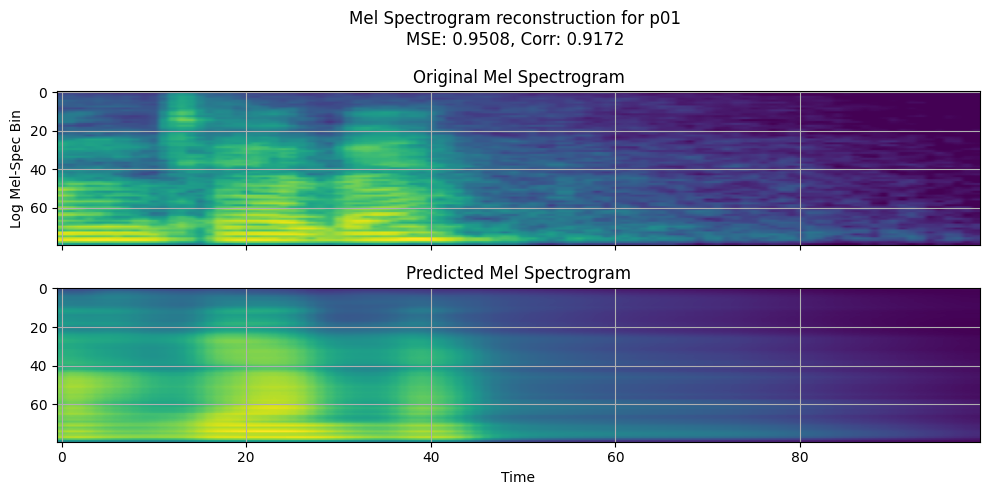 Mel Spectrogram reconstruction for p01
MSE: 0.9508, Corr: 0.9172
Original Mel Spectrogram
Log Mel-Spec Bin
0
20
40
60
Predicted Mel Spectrogram
0
20
40
60
0 20 40 60 80
Time